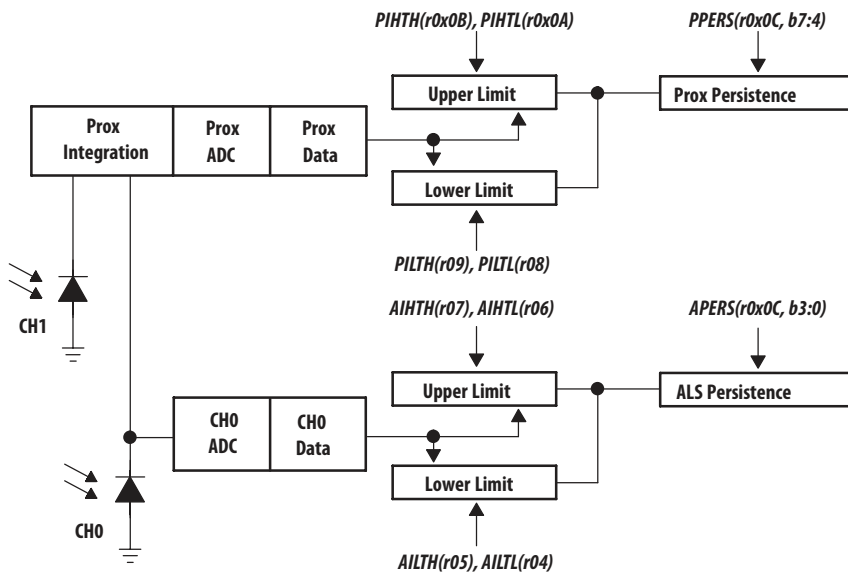 PIHTH(r0x0B), PIHTL(r0x0A)
PPERS(r0x0C, b7:4)
Upper Limit
Prox Persistence
Prox
Integration
Prox
ADC
Prox
Data
Lower Limit
PILTH(r09), PILTL(r08)
CH1
AIHTH(r07), AIHTL(r06)
APERS(r0x0C, b3:0)
Upper Limit
ALS Persistence
CH0
ADC
CH0
Data
Lower Limit
CH0
AILTH(r05), AILTL(r04)